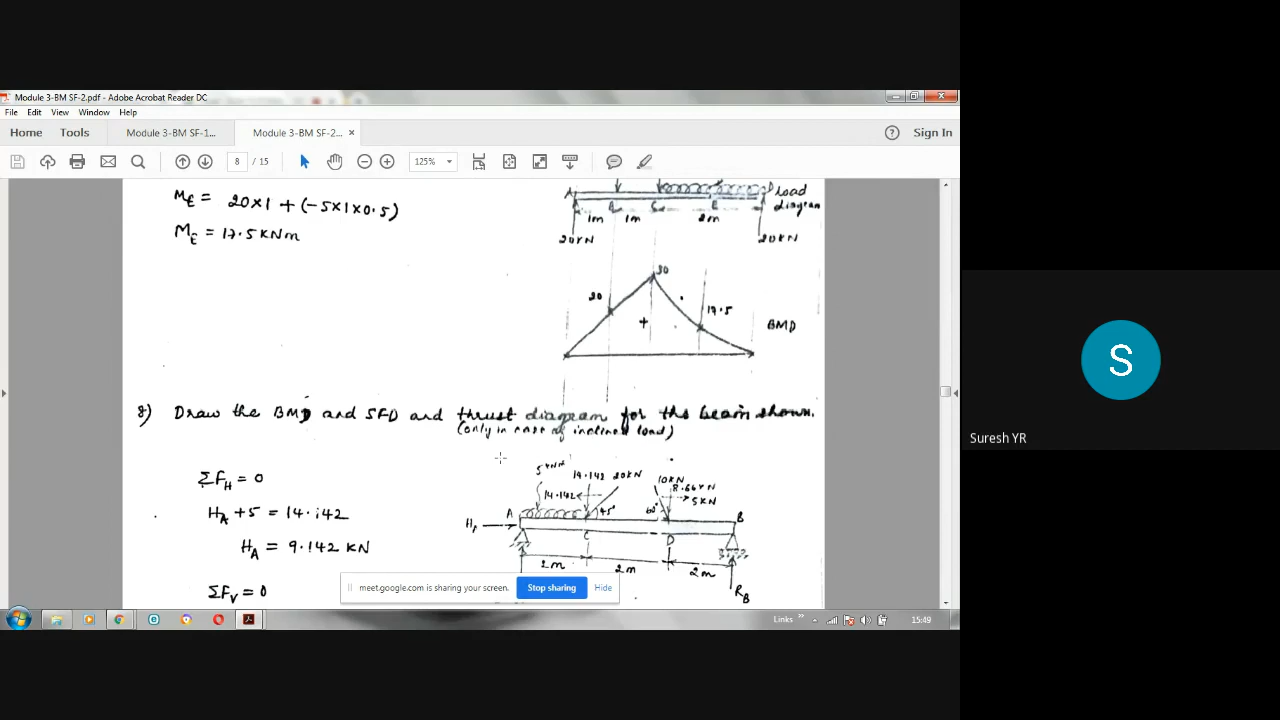 Module 3-BM SF-2.pdf - Adobe Acrobat Reader DC
File Edit View Window Help
Home Tools Module 3-BM SF-1... Module 3-BM SF-2... × Sign In
8 / 15 125%
M_E = 20×1 + (-5×1×0.5)
M_E = 17.5 KNm
A C E D Load
diagram
1m 1m 2m
20KN 20KN
30
20 17.5
+ BMD
8) Draw the BMD and SFD and thrust diagram for the beam shown.
(only in case of inclined load)
ΣF_H = 0
H_A + 5 = 14.142
H_A = 9.142 KN
ΣF_V = 0
14.142 20KN 10KN
8.66KN
14.142 5KN
A 45° 60° B
H_A
C D
2m 2m 2m
R_B
meet.google.com is sharing your screen. Stop sharing Hide
Links » 15:49
S
Suresh YR